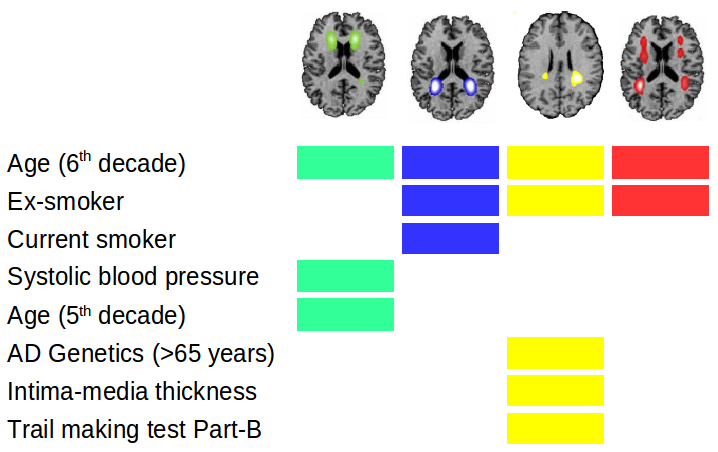 Age (6th decade)
Ex-smoker
Current smoker
Systolic blood pressure
Age (5th decade)
AD Genetics (>65 years)
Intima-media thickness
Trail making test Part-B